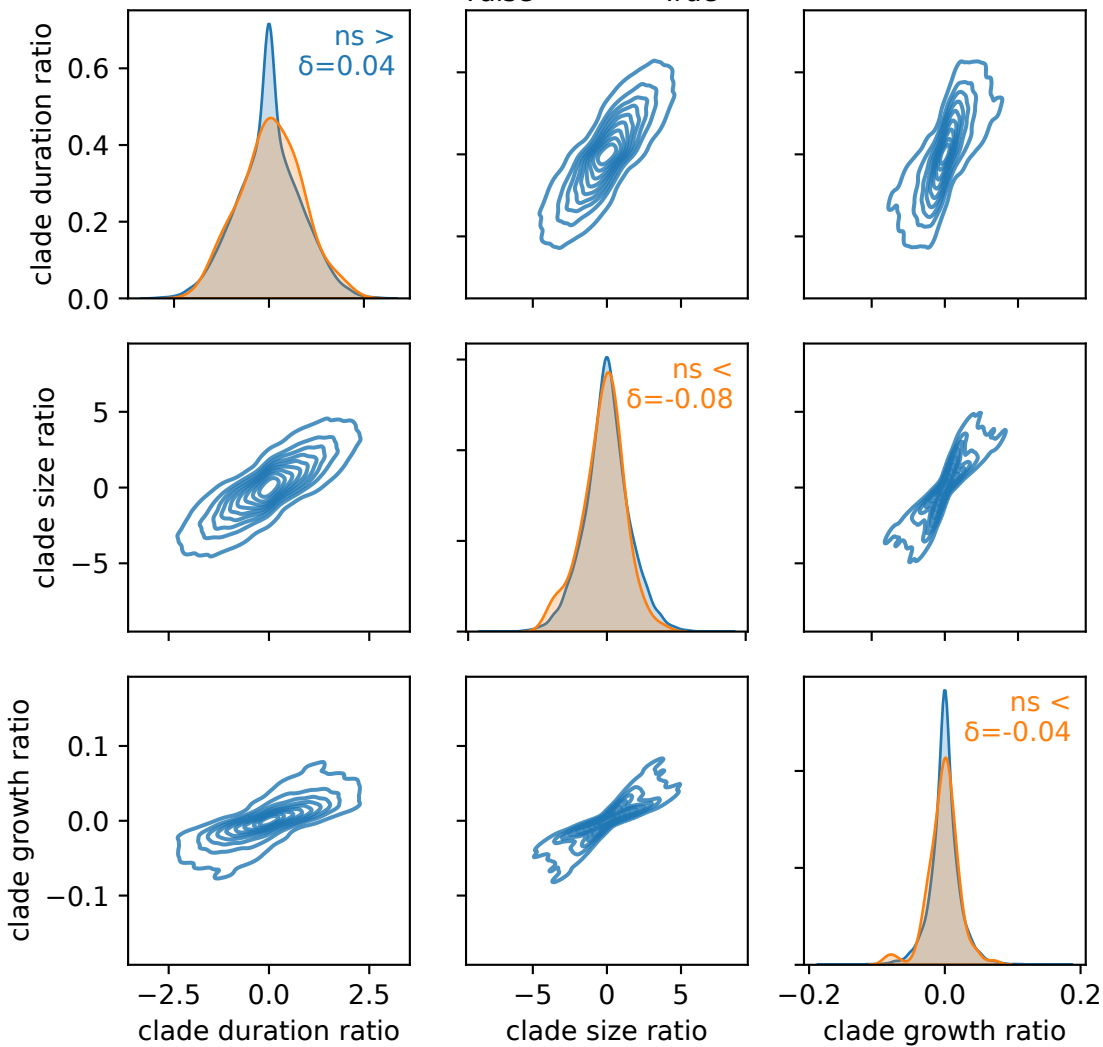 clade duration ratio
0.6
0.4
0.2
0.0
ns >
δ=0.04
clade size ratio
5
0
−5
ns <
δ=-0.08
clade growth ratio
0.1
0.0
−0.1
ns <
δ=-0.04
−2.5 0.0 2.5
−5 0 5
−0.2 0.0 0.2
clade duration ratio
clade size ratio
clade growth ratio